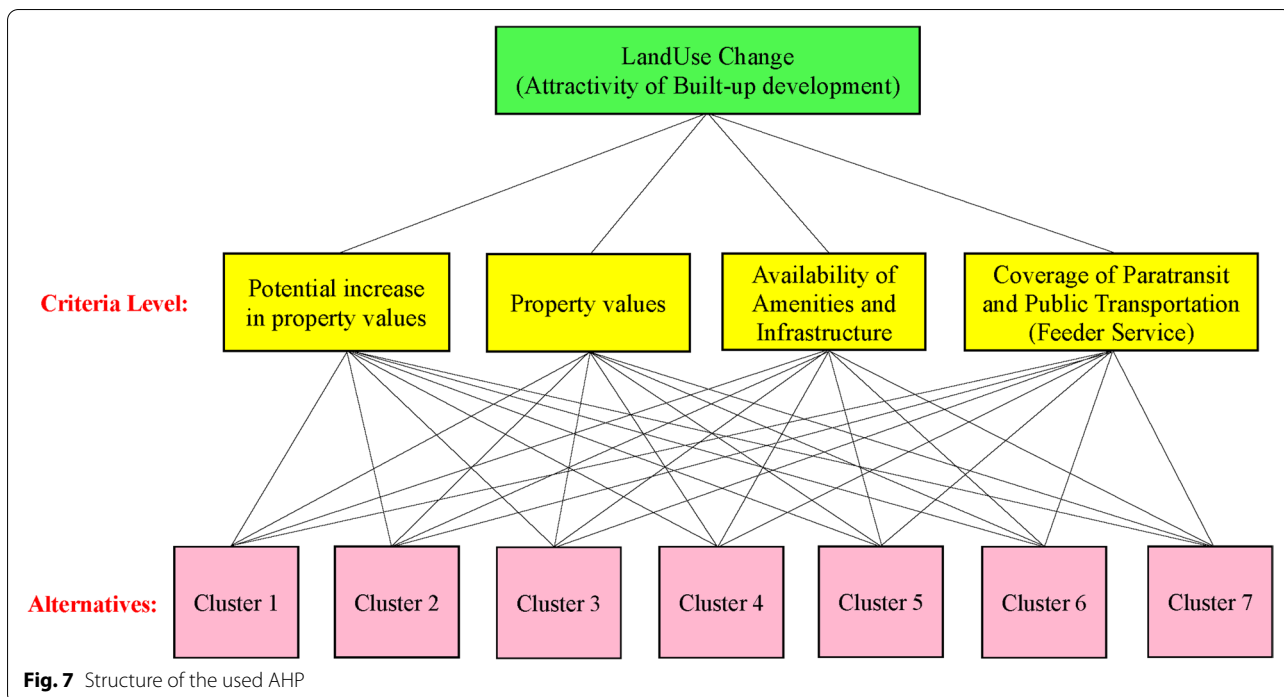 LandUse Change
(Attractivity of Built-up development)
Criteria Level:
Potential increase
in property values
Property values
Availability of
Amenities and
Infrastructure
Coverage of Paratransit
and Public Transportation
(Feeder Service)
Alternatives:
Cluster 1
Cluster 2
Cluster 3
Cluster 4
Cluster 5
Cluster 6
Cluster 7
Fig. 7 Structure of the used AHP